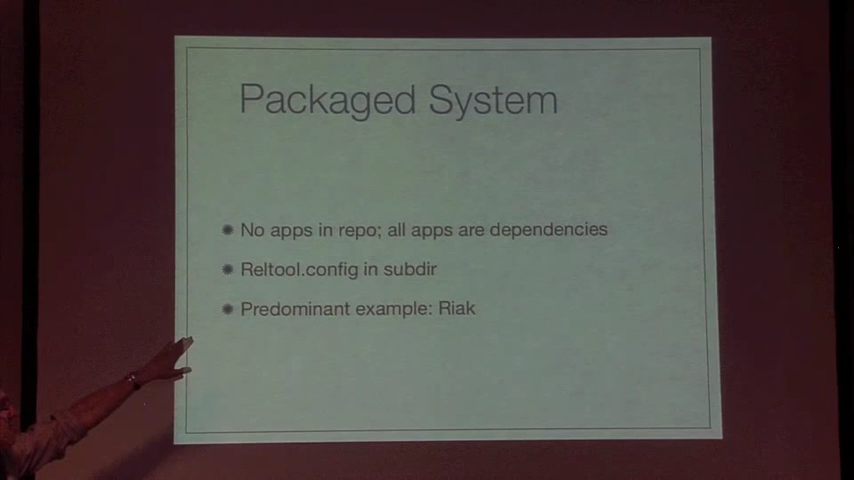 Packaged System
No apps in repo; all apps are dependencies
Reltool.config in subdir
Predominant example: Riak